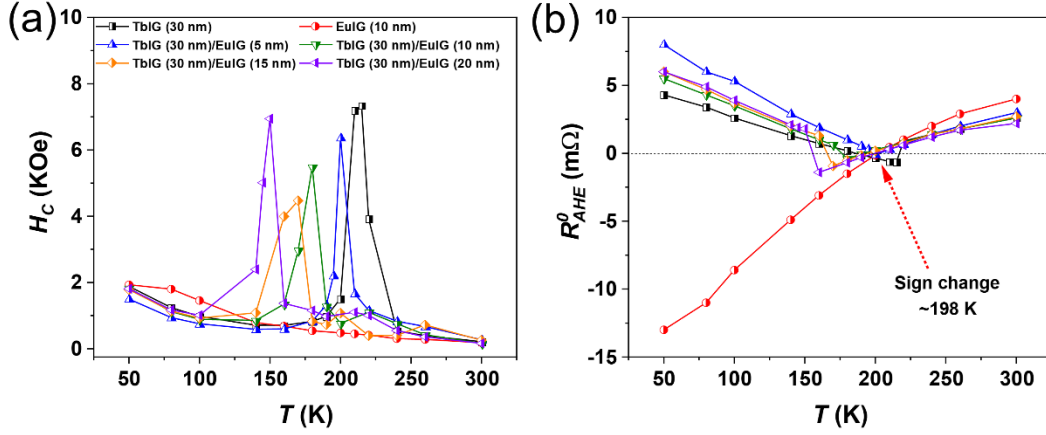 (a)
TbIG (30 nm) EuIG (10 nm)
TbIG (30 nm)/EuIG (5 nm) TbIG (30 nm)/EuIG (10 nm)
TbIG (30 nm)/EuIG (15 nm) TbIG (30 nm)/EuIG (20 nm)
10
8
6
4
2
0
H_C (KOe)
50 100 150 200 250 300
T (K)
(b)
10
5
0
-5
-10
-15
R^0_AHE (mΩ)
Sign change
~198 K
50 100 150 200 250 300
T (K)